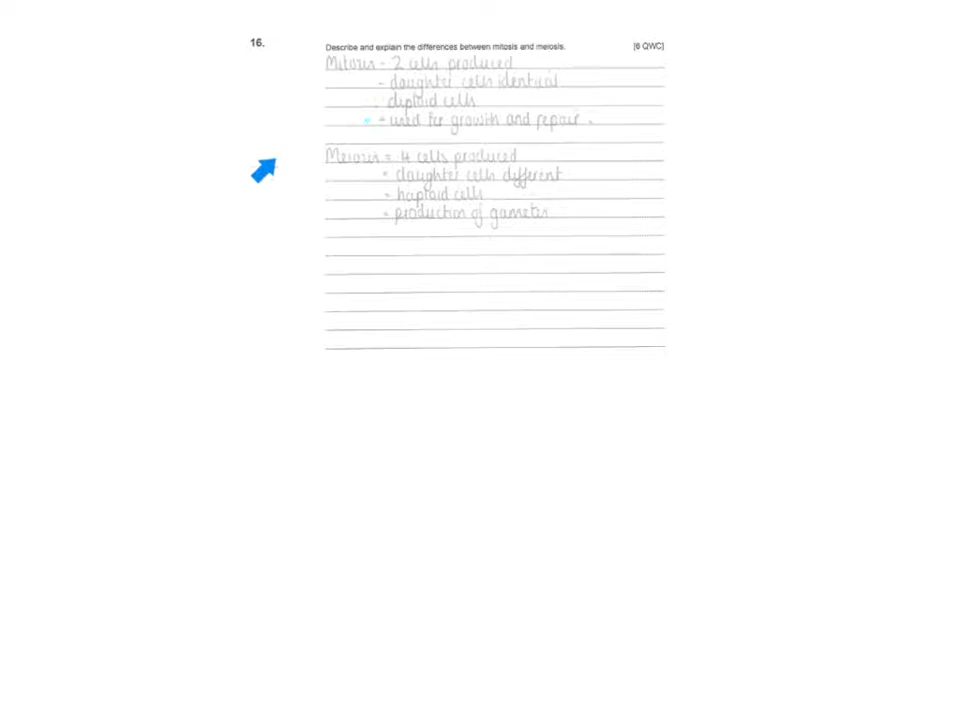 16.
Describe and explain the differences between mitosis and meiosis. [6 QWC]
Mitosis - 2 cells produced
- daughter cells identical
- diploid cells
- used for growth and repair.
Meiosis - 4 cells produced
- daughter cells different
- haploid cells
- production of gametes